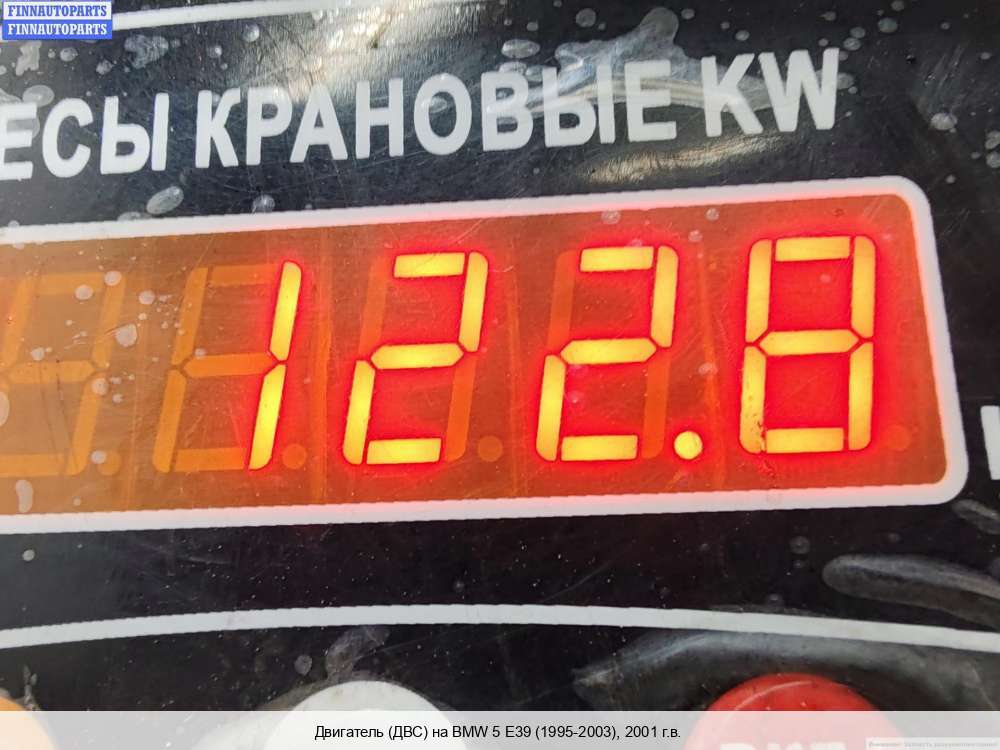 FINNAUTOPARTS
FINNAUTOPARTS
ЕСЫ КРАНОВЫЕ KW
122.8
Двигатель (ДВС) на BMW 5 E39 (1995-2003), 2001 г.в.